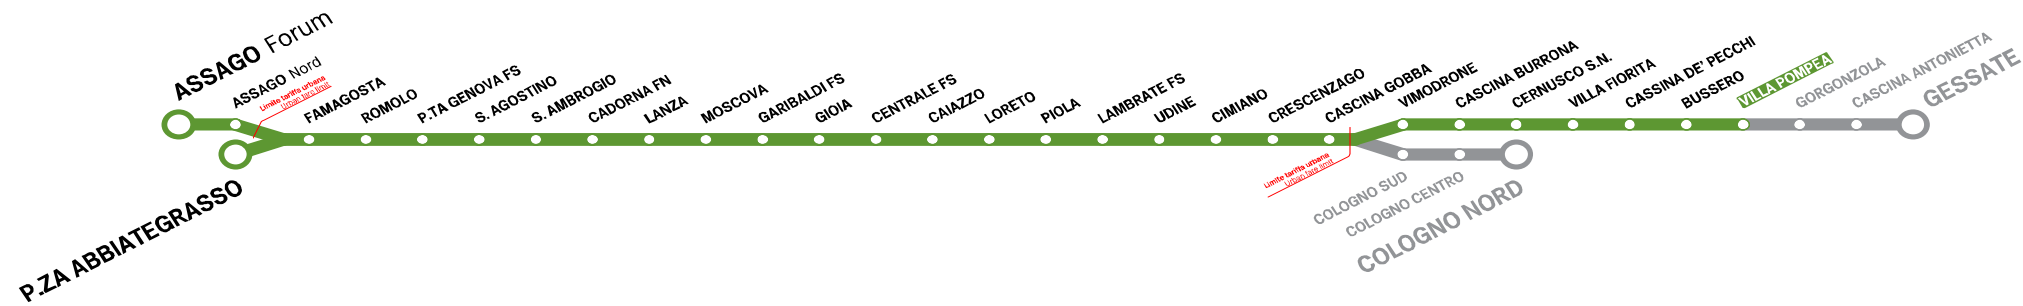 ASSAGO Forum
ASSAGO Nord
Limite tariffa urbana
Urban fare limit
P.ZA ABBIATEGRASSO
FAMAGOSTA
ROMOLO
P.TA GENOVA FS
S. AGOSTINO
S. AMBROGIO
CADORNA FN
LANZA
MOSCOVA
GARIBALDI FS
GIOIA
CENTRALE FS
CAIAZZO
LORETO
PIOLA
LAMBRATE FS
UDINE
CIMIANO
CRESCENZAGO
CASCINA GOBBA
Limite tariffa urbana
Urban fare limit
VIMODRONE
CASCINA BURRONA
CERNUSCO S.N.
VILLA FIORITA
CASSINA DE' PECCHI
BUSSERO
VILLA POMPEA
GORGONZOLA
CASCINA ANTONIETTA
GESSATE
COLOGNO SUD
COLOGNO CENTRO
COLOGNO NORD